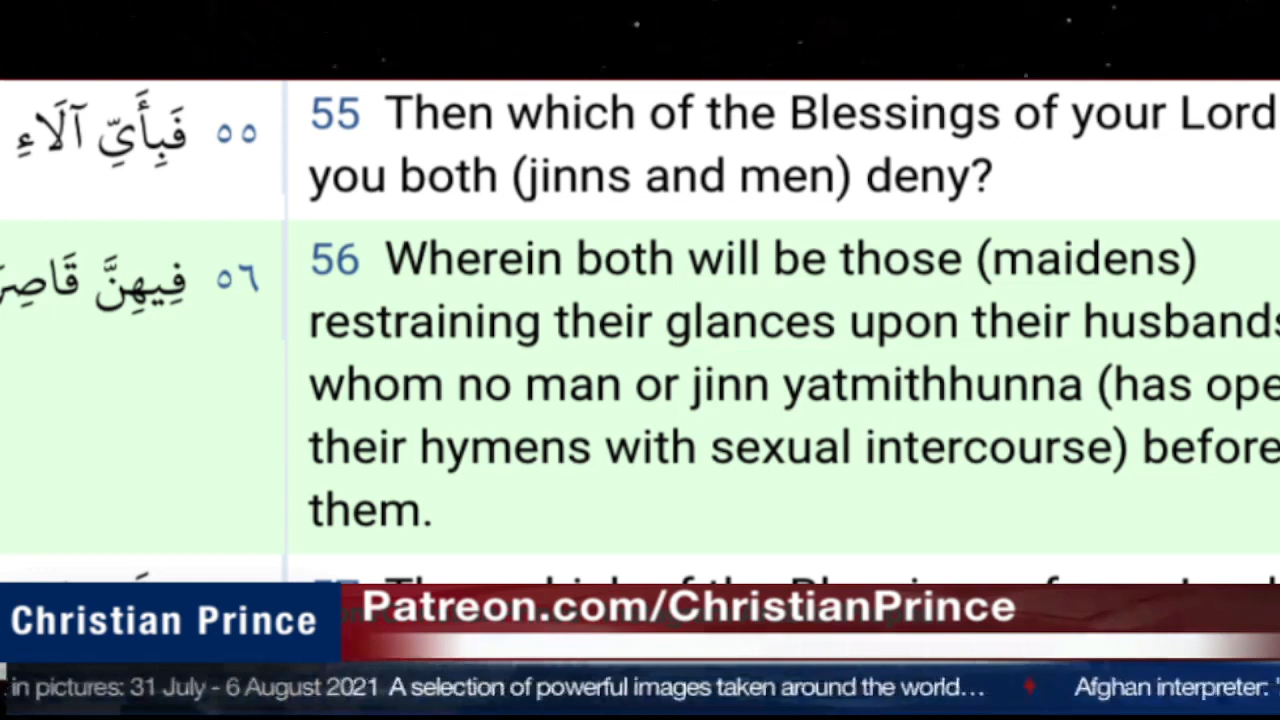 فَبِأَيِّ آلَاءِ ٥٥
55 Then which of the Blessings of your Lord
you both (jinns and men) deny?
فِيهِنَّ ٥٦
56 Wherein both will be those (maidens)
restraining their glances upon their husbands
whom no man or jinn yatmithhunna (has ope
their hymens with sexual intercourse) before
them.
Christian Prince
Patreon.com/ChristianPrince
in pictures: 31 July - 6 August 2021 A selection of powerful images taken around the world... Afghan interpreter: '